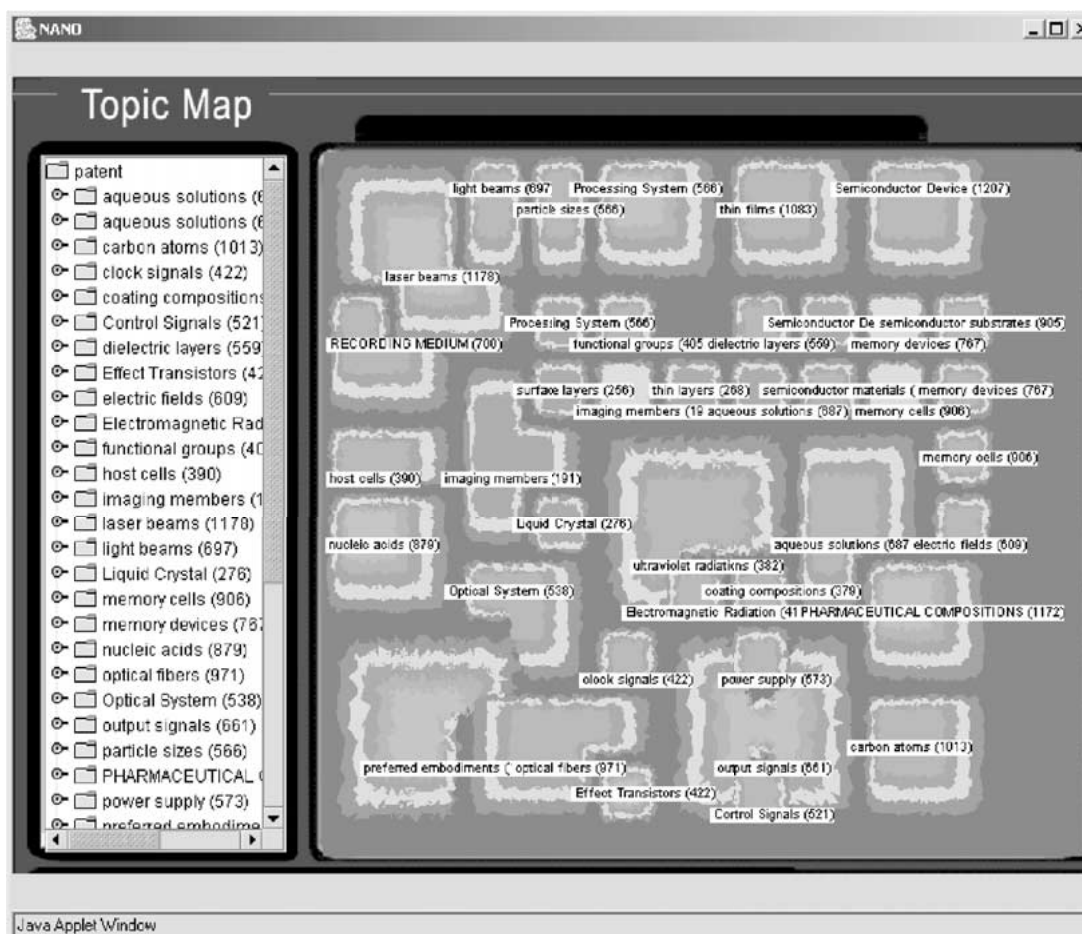 NANO
Topic Map
patent
aqueous solutions (6
aqueous solutions (6
carbon atoms (1013)
clock signals (422)
coating compositions
Control Signals (521)
dielectric layers (559)
Effect Transistors (42
electric fields (609)
Electromagnetic Rad
functional groups (40
host cells (390)
imaging members (1
laser beams (1178)
light beams (697)
Liquid Crystal (276)
memory cells (906)
memory devices (767
nucleic acids (879)
optical fibers (971)
Optical System (538)
output signals (661)
particle sizes (566)
PHARMACEUTICAL C
power supply (573)
preferred embodime
light beams (697 Processing System (566) Semiconductor Device (1207)
particle sizes (566) thin films (1083)
laser beams (1178)
Processing System (566) Semiconductor De semiconductor substrates (905)
RECORDING MEDIUM (700) functional groups (405 dielectric layers (559) memory devices (767)
surface layers (256) thin layers (268) semiconductor materials ( memory devices (767)
imaging members (19 aqueous solutions (687) memory cells (906)
memory cells (906)
host cells (390) imaging members (191)
Liquid Crystal (276)
nucleic acids (879) aqueous solutions (687 electric fields (609)
ultraviolet radiations (382)
Optical System (538) coating compositions (379)
Electromagnetic Radiation (41 PHARMACEUTICAL COMPOSITIONS (1172)
clock signals (422) power supply (573)
carbon atoms (1013)
preferred embodiments ( optical fibers (971) output signals (661)
Effect Transistors (422)
Control Signals (521)
Java Applet Window